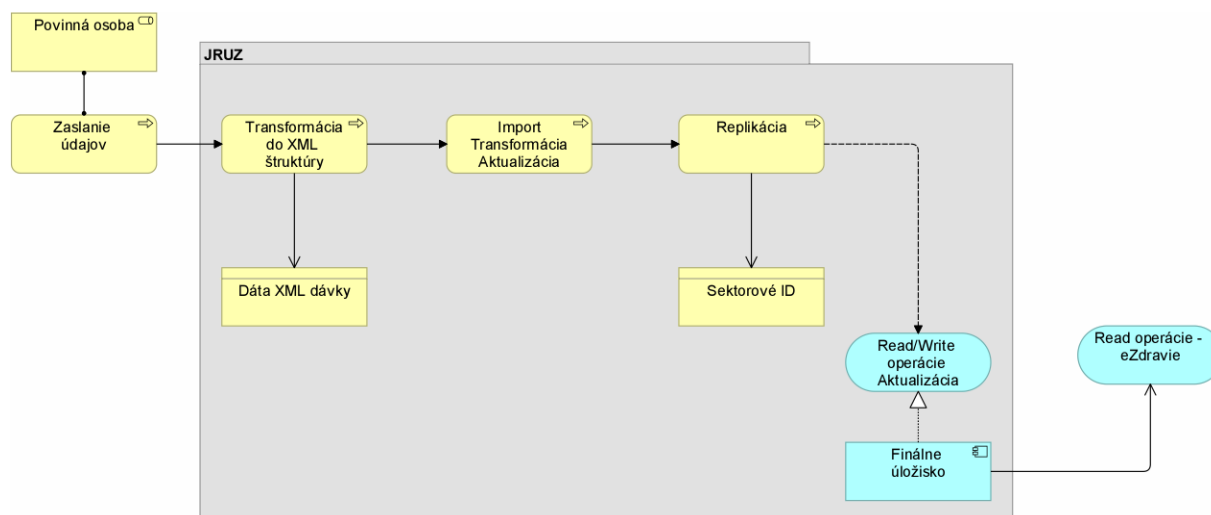 Povinná osoba
JRUZ
Zaslanie
údajov
Transformácia
do XML
štruktúry
Import
Transformácia
Aktualizácia
Replikácia
Dáta XML dávky
Sektorové ID
Read/Write
operácie
Aktualizácia
Read operácie -
eZdravie
Finálne
úložisko